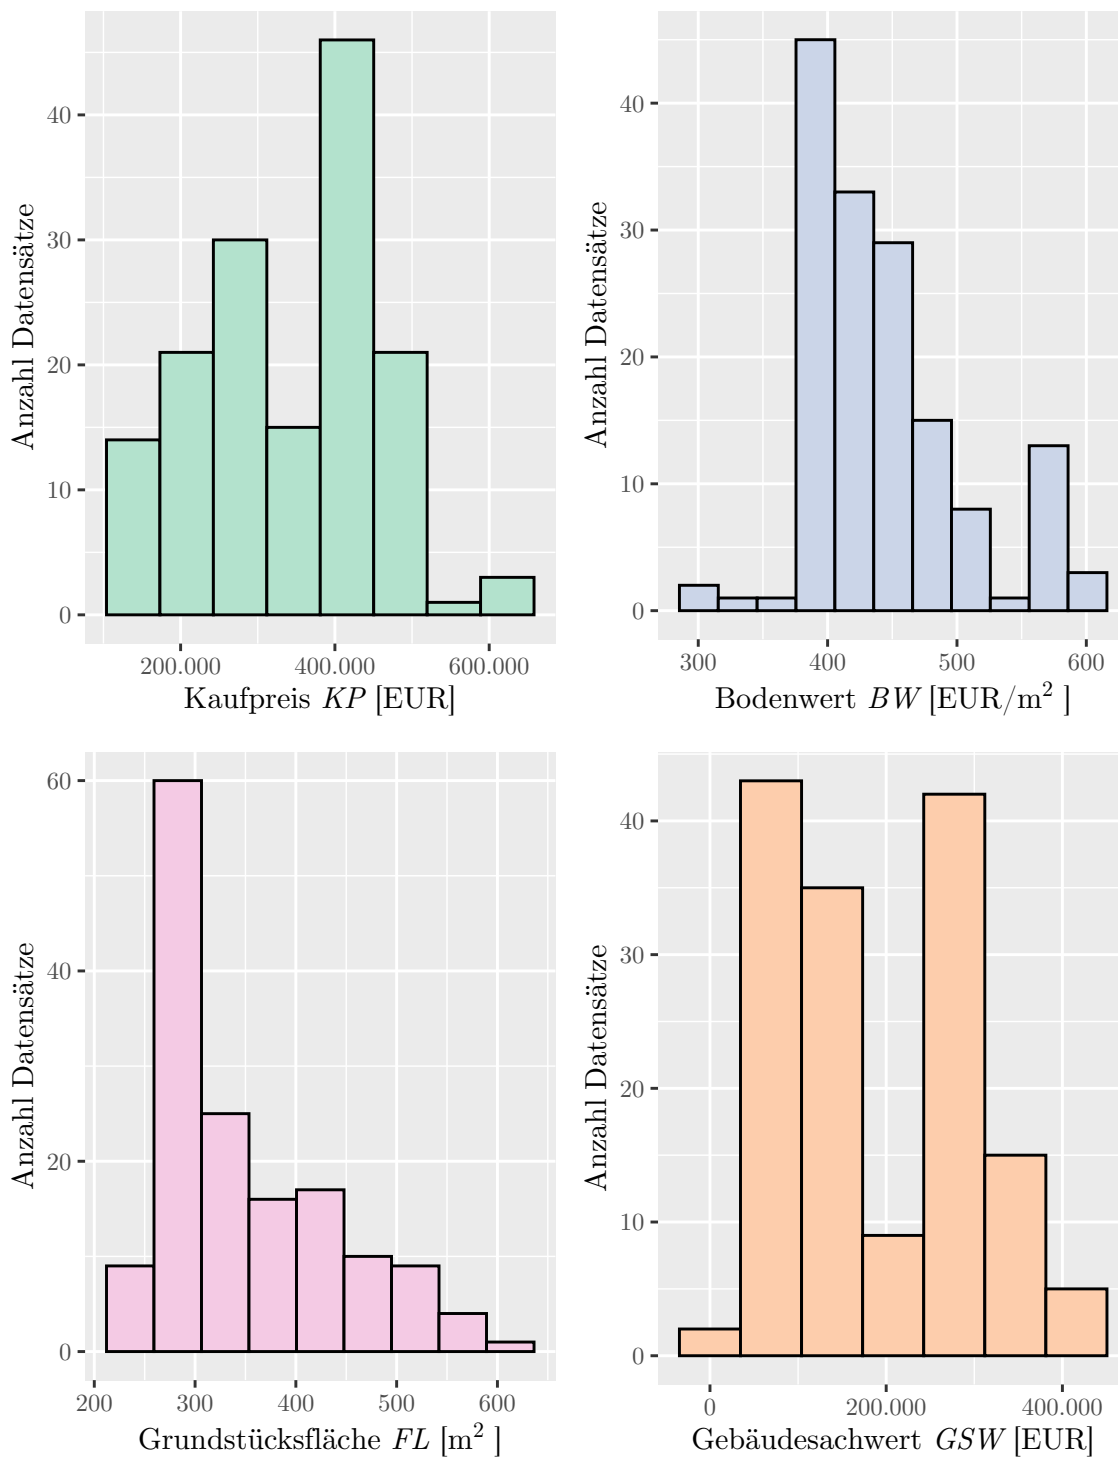 Anzahl Datensätze
40
30
20
10
0
200.000 400.000 600.000
Kaufpreis KP [EUR]
Anzahl Datensätze
40
30
20
10
0
300 400 500 600
Bodenwert BW [EUR/m²]
Anzahl Datensätze
60
40
20
0
200 300 400 500 600
Grundstücksfläche FL [m²]
Anzahl Datensätze
40
30
20
10
0
0 200.000 400.000
Gebäudesachwert GSW [EUR]